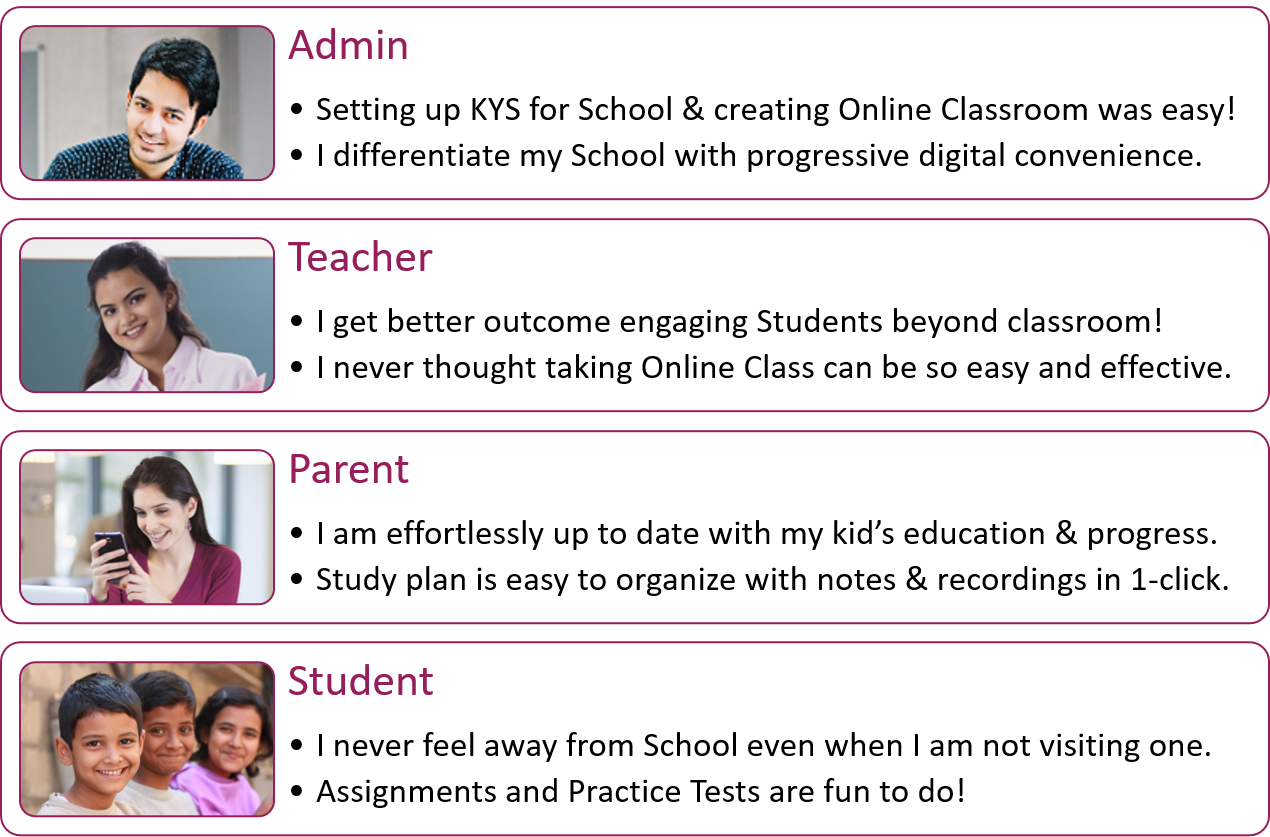 Admin
• Setting up KYS for School & creating Online Classroom was easy!
• I differentiate my School with progressive digital convenience.
Teacher
• I get better outcome engaging Students beyond classroom!
• I never thought taking Online Class can be so easy and effective.
Parent
• I am effortlessly up to date with my kid’s education & progress.
• Study plan is easy to organize with notes & recordings in 1-click.
Student
• I never feel away from School even when I am not visiting one.
• Assignments and Practice Tests are fun to do!